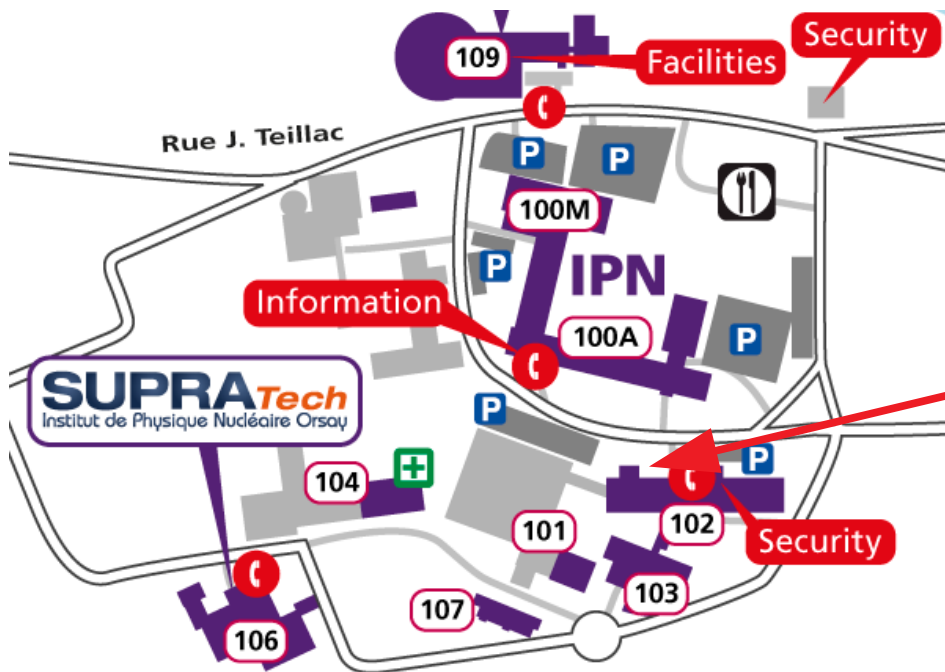 Security
109
Facilities
Rue J. Teillac
P
P
100M
P
IPN
Information
100A
P
SUPRATech
Institut de Physique Nucléaire Orsay
P
P
104
102
101
Security
103
107
106